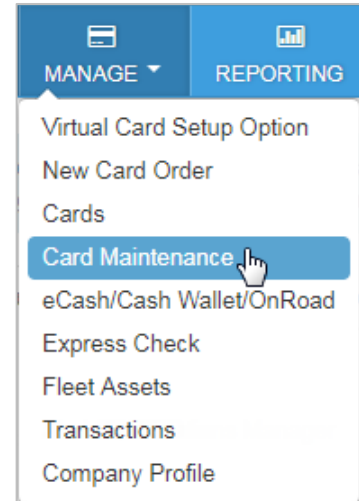 MANAGE
REPORTING
Virtual Card Setup Option
New Card Order
Cards
Card Maintenance
eCash/Cash Wallet/OnRoad
Express Check
Fleet Assets
Transactions
Company Profile